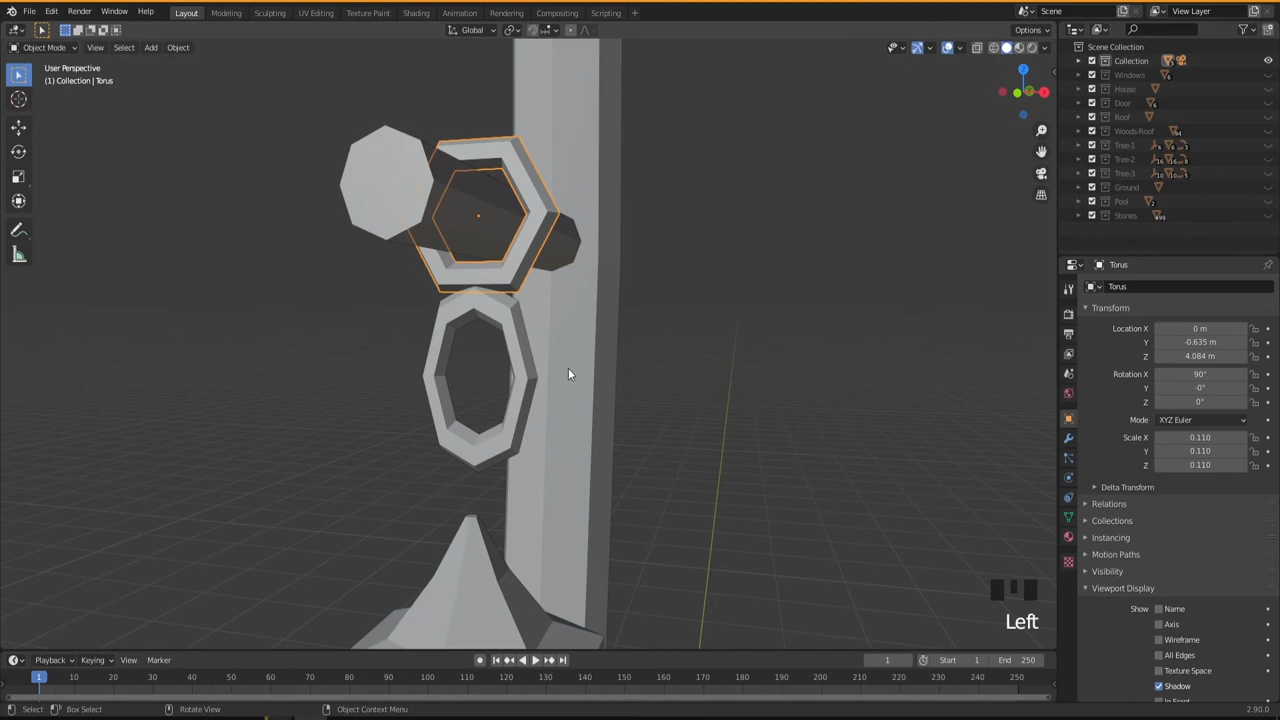 File Edit Render Window Help Layout Modeling Sculpting UV Editing Texture Paint Shading Animation Rendering Compositing Scripting + Scene View Layer
Global Options
Object Mode View Select Add Object
User Perspective
(1) Collection | Torus
Z
X
Y
Scene Collection
Collection
Windows
House
Door
Roof
Woods-Roof
Tree-1
Tree-2
Tree-3
Ground
Pool
Stones
Torus
Torus
Transform
Location X 0 m
Y -0.635 m
Z 4.084 m
Rotation X 90°
Y -0°
Z 0°
Mode XYZ Euler
Scale X 0.110
Y 0.110
Z 0.110
Delta Transform
Relations
Collections
Instancing
Motion Paths
Visibility
Viewport Display
Show Name
Axis
Wireframe
All Edges
Texture Space
Shadow
Left
Playback Keying View Marker 1 Start 1 End 250
1 10 20 30 40 50 60 70 80 90 100 110 120 130 140 150 160 170 180 190 200 210 220 230 240 250
Select Box Select Rotate View Object Context Menu 2.90.0